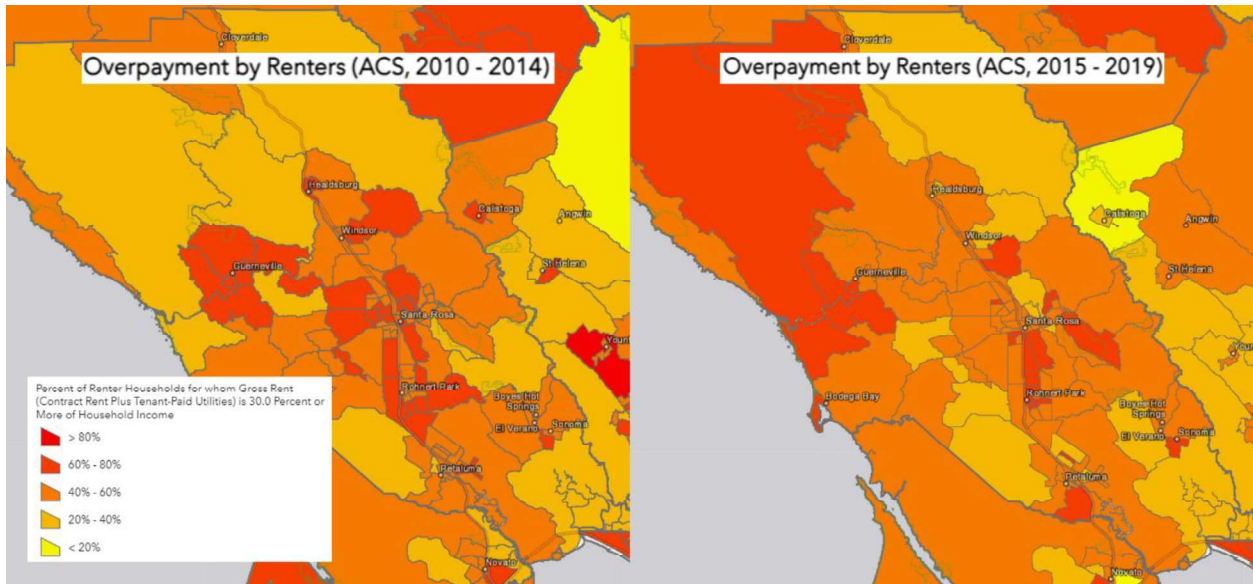 Overpayment by Renters (ACS, 2010 - 2014)
Cloverdale
Healdsburg
Windsor
Calistoga
Angwin
St Helena
Guerneville
Santa Rosa
Yount
Rohnert Park
Boyes Hot
Springs
El Verano
Sonoma
Petaluma
Novato
Percent of Renter Households for whom Gross Rent
(Contract Rent Plus Tenant-Paid Utilities) is 30.0 Percent or
More of Household Income
> 80%
60% - 80%
40% - 60%
20% - 40%
< 20%
Overpayment by Renters (ACS, 2015 - 2019)
Cloverdale
Healdsburg
Calistoga
Angwin
Windsor
Guerneville
St Helena
Santa Rosa
Yount
Rohnert Park
Bodega Bay
Boyes Hot
Springs
El Verano
Sonoma
Petaluma
Novato